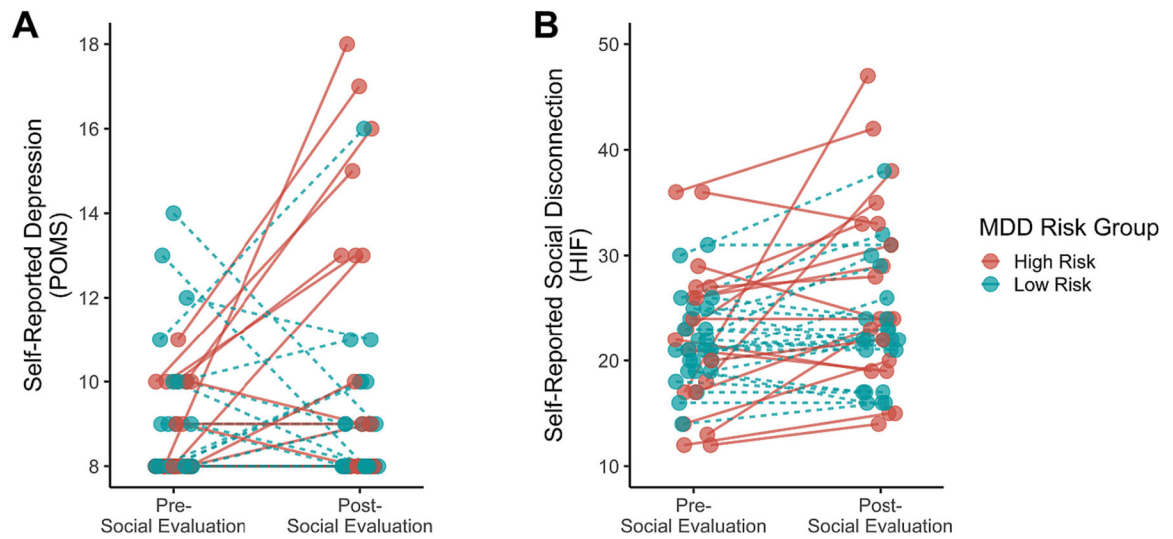 A
Self-Reported Depression
(POMS)
18
16
14
12
10
8
Pre-
Social Evaluation
Post-
Social Evaluation
B
Self-Reported Social Disconnection
(HIF)
50
40
30
20
10
Pre-
Social Evaluation
Post-
Social Evaluation
MDD Risk Group
High Risk
Low Risk